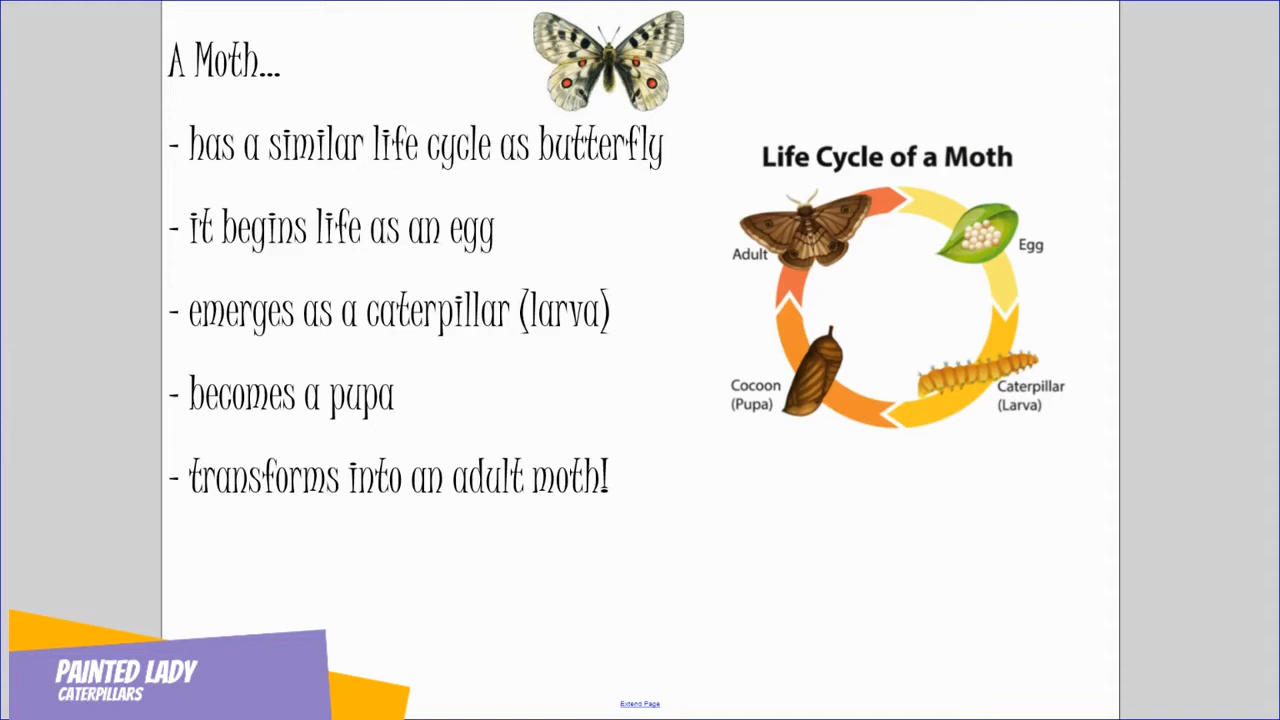 A Moth...
- has a similar life cycle as butterfly
- it begins life as an egg
- emerges as a caterpillar (larva)
- becomes a pupa
- transforms into an adult moth!
Life Cycle of a Moth
Adult
Egg
Cocoon
(Pupa)
Caterpillar
(Larva)
PAINTED LADY
CATERPILLARS
Extend Page